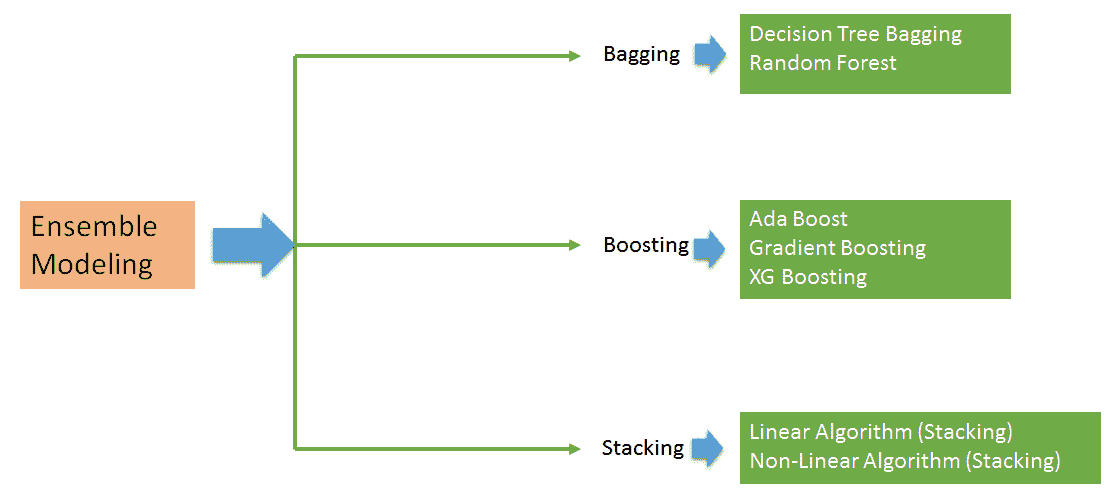 Ensemble
Modeling
Bagging
Decision Tree Bagging
Random Forest
Boosting
Ada Boost
Gradient Boosting
XG Boosting
Stacking
Linear Algorithm (Stacking)
Non-Linear Algorithm (Stacking)